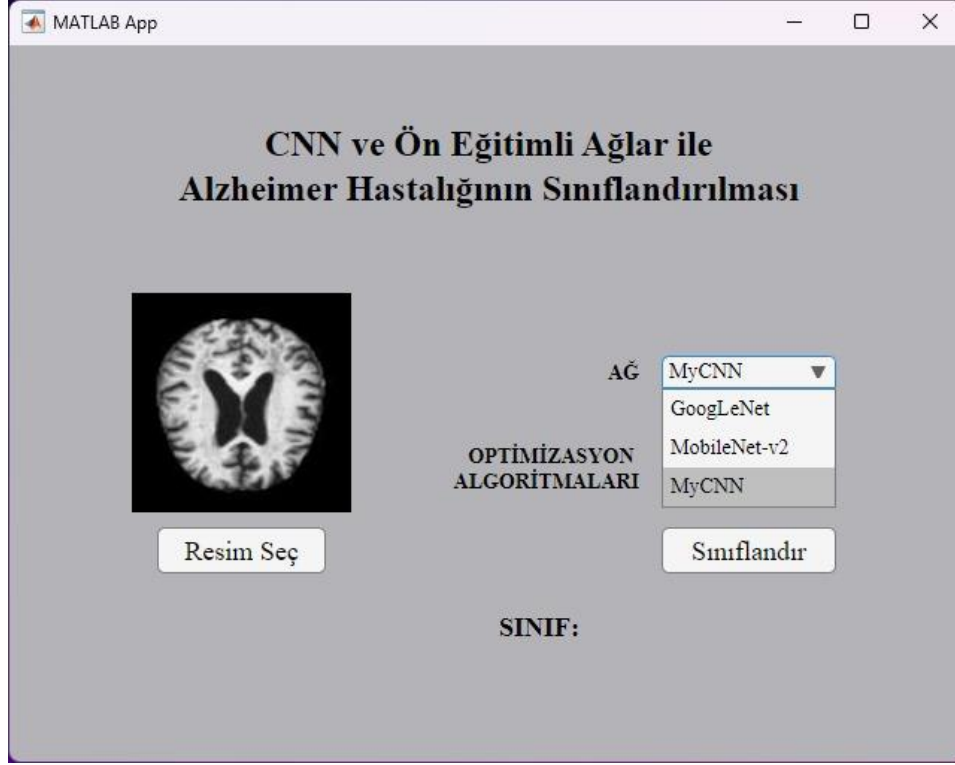 MATLAB App
CNN ve Ön Eğitimli Ağlar ile
Alzheimer Hastalığının Sınıflandırılması
AĞ
MyCNN
GoogLeNet
MobileNet-v2
MyCNN
OPTİMİZASYON
ALGORİTMALARI
Resim Seç
Sınıflandır
SINIF: